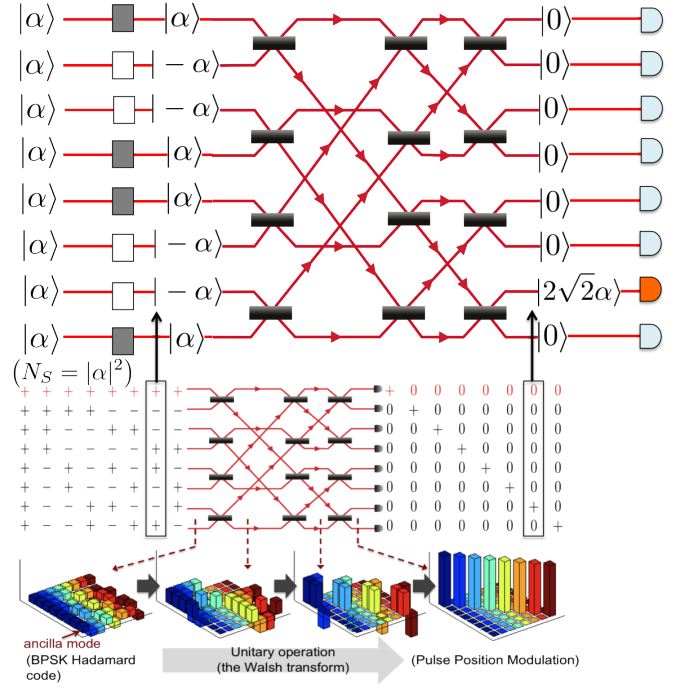 |α⟩ |α⟩ |0⟩
|α⟩ |−α⟩ |0⟩
|α⟩ |−α⟩ |0⟩
|α⟩ |α⟩ |0⟩
|α⟩ |α⟩ |0⟩
|α⟩ |−α⟩ |0⟩
|α⟩ |−α⟩ |2√2α⟩
|α⟩ |α⟩ |0⟩
(N_S = |α|²)
+ + + + + + + + + 0 0 0 0 0 0 0
0 + 0 0 0 0 0 0
0 0 + 0 0 0 0 0
0 0 0 + 0 0 0 0
0 0 0 0 + 0 0 0
0 0 0 0 0 + 0 0
0 0 0 0 0 0 + 0
0 0 0 0 0 0 0 +
ancilla mode
(BPSK Hadamard
code)
Unitary operation
(the Walsh transform)
(Pulse Position Modulation)